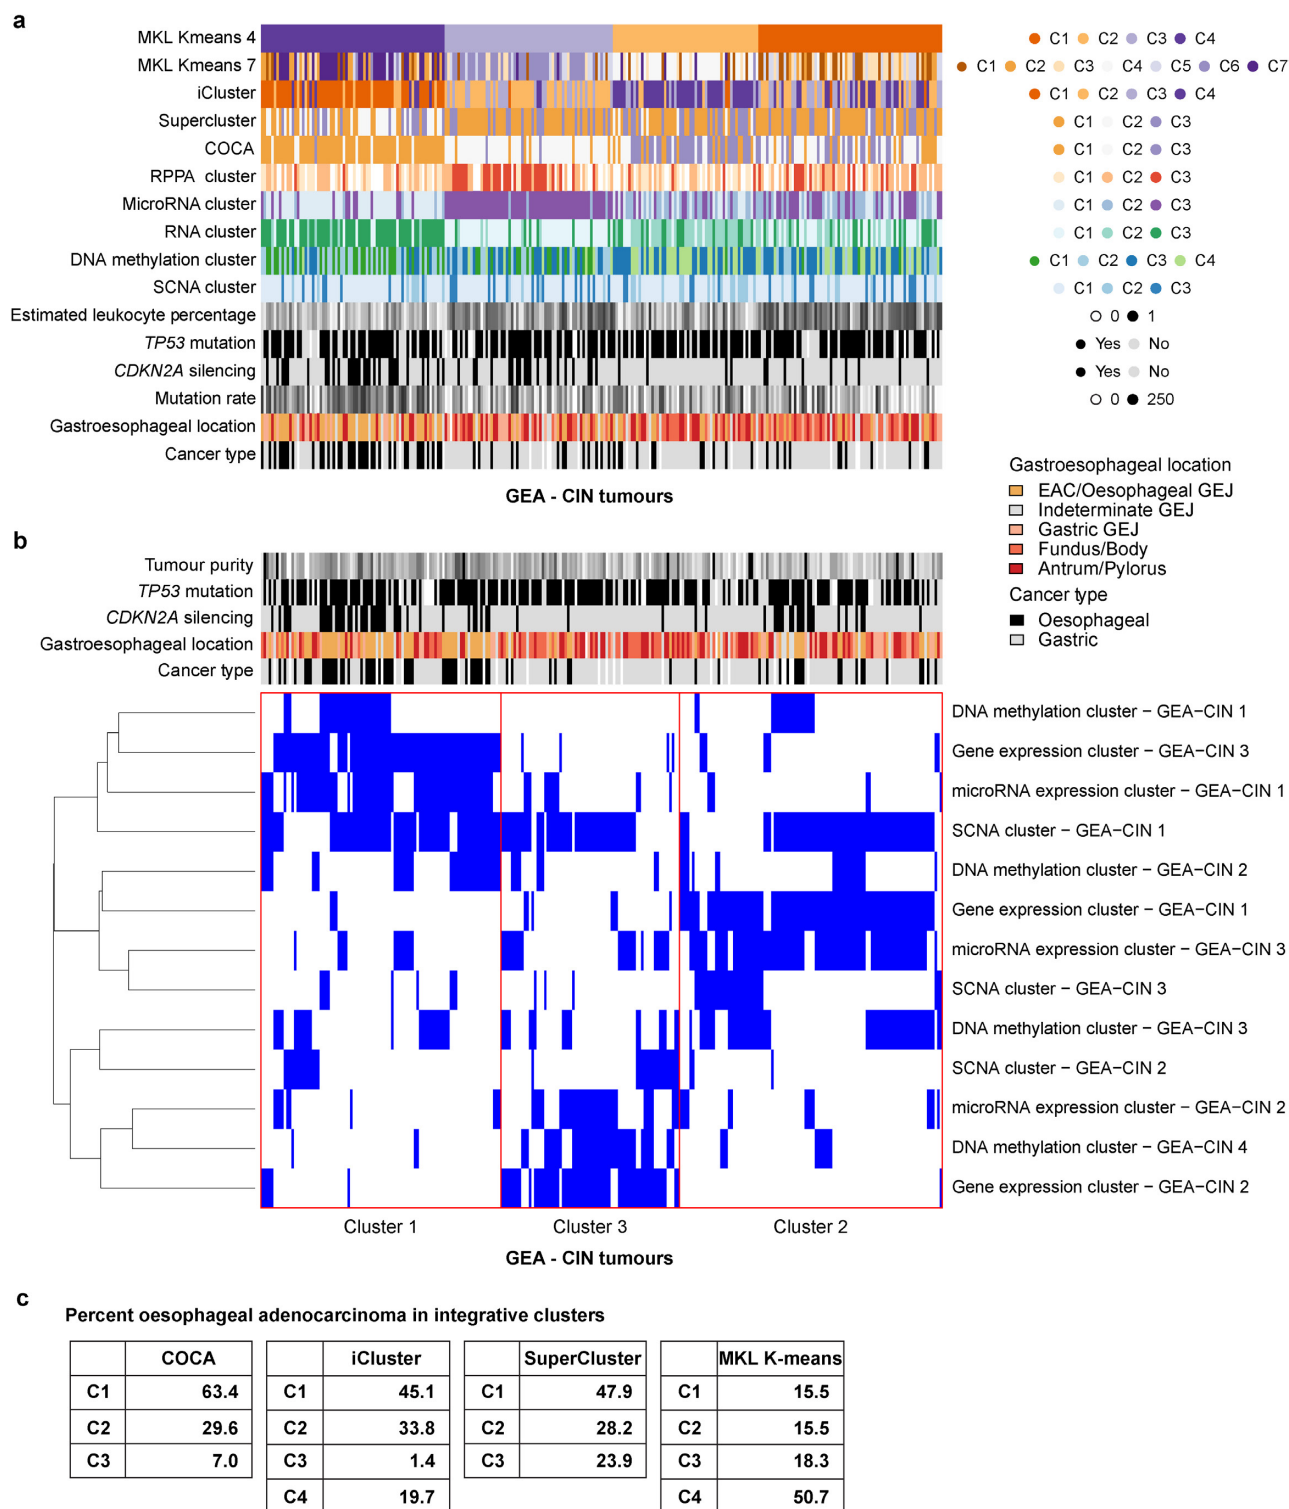 a
MKL Kmeans 4
C1 C2 C3 C4
MKL Kmeans 7
C1 C2 C3 C4 C5 C6 C7
iCluster
C1 C2 C3 C4
Supercluster
C1 C2 C3
COCA
C1 C2 C3
RPPA cluster
C1 C2 C3
MicroRNA cluster
C1 C2 C3
RNA cluster
C1 C2 C3
DNA methylation cluster
C1 C2 C3 C4
SCNA cluster
C1 C2 C3
Estimated leukocyte percentage
0 1
TP53 mutation
Yes No
CDKN2A silencing
Yes No
Mutation rate
0 250
Gastroesophageal location
Cancer type
GEA - CIN tumours
Gastroesophageal location
EAC/Oesophageal GEJ
Indeterminate GEJ
Gastric GEJ
Fundus/Body
Antrum/Pylorus
Cancer type
Oesophageal
Gastric
b
Tumour purity
TP53 mutation
CDKN2A silencing
Gastroesophageal location
Cancer type
DNA methylation cluster − GEA−CIN 1
Gene expression cluster − GEA−CIN 3
microRNA expression cluster − GEA−CIN 1
SCNA cluster − GEA−CIN 1
DNA methylation cluster − GEA−CIN 2
Gene expression cluster − GEA−CIN 1
microRNA expression cluster − GEA−CIN 3
SCNA cluster − GEA−CIN 3
DNA methylation cluster − GEA−CIN 3
SCNA cluster − GEA−CIN 2
microRNA expression cluster − GEA−CIN 2
DNA methylation cluster − GEA−CIN 4
Gene expression cluster − GEA−CIN 2
Cluster 1 Cluster 3 Cluster 2
GEA - CIN tumours
c
Percent oesophageal adenocarcinoma in integrative clusters
COCA
C1 63.4
C2 29.6
C3 7.0
iCluster
C1 45.1
C2 33.8
C3 1.4
C4 19.7
SuperCluster
C1 47.9
C2 28.2
C3 23.9
MKL K-means
C1 15.5
C2 15.5
C3 18.3
C4 50.7